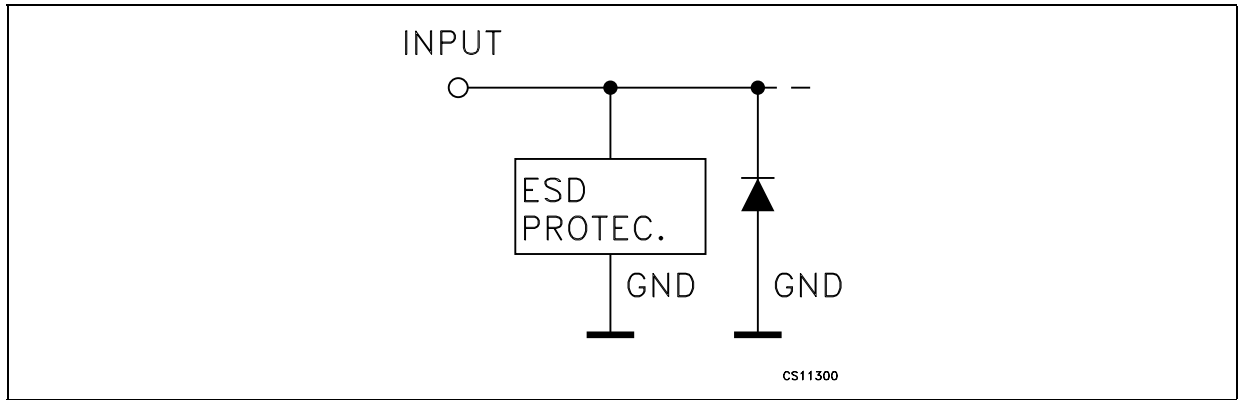 INPUT
ESD
PROTEC.
GND
GND
CS11300